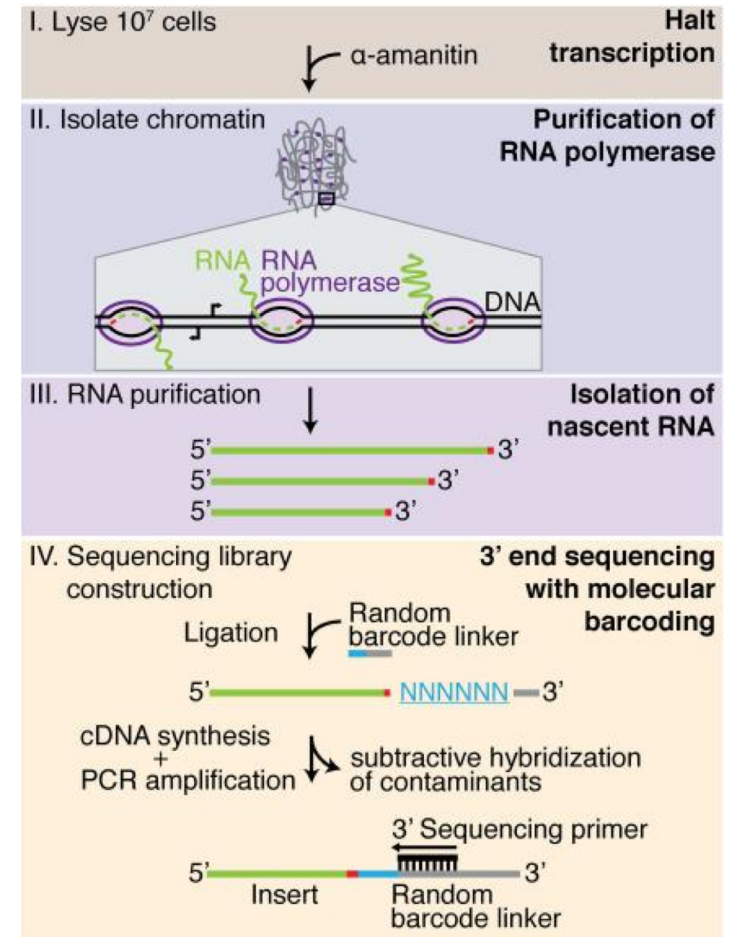 I. Lyse 10⁷ cells
Halt
transcription
α-amanitin
II. Isolate chromatin
Purification of
RNA polymerase
RNA RNA
polymerase
DNA
III. RNA purification
Isolation of
nascent RNA
5' 3'
5' 3'
5' 3'
IV. Sequencing library
construction
3' end sequencing
with molecular
barcoding
Ligation
Random
barcode linker
5' NNNNNN 3'
cDNA synthesis
+
PCR amplification
subtractive hybridization
of contaminants
3' Sequencing primer
5' 3'
Insert
Random
barcode linker